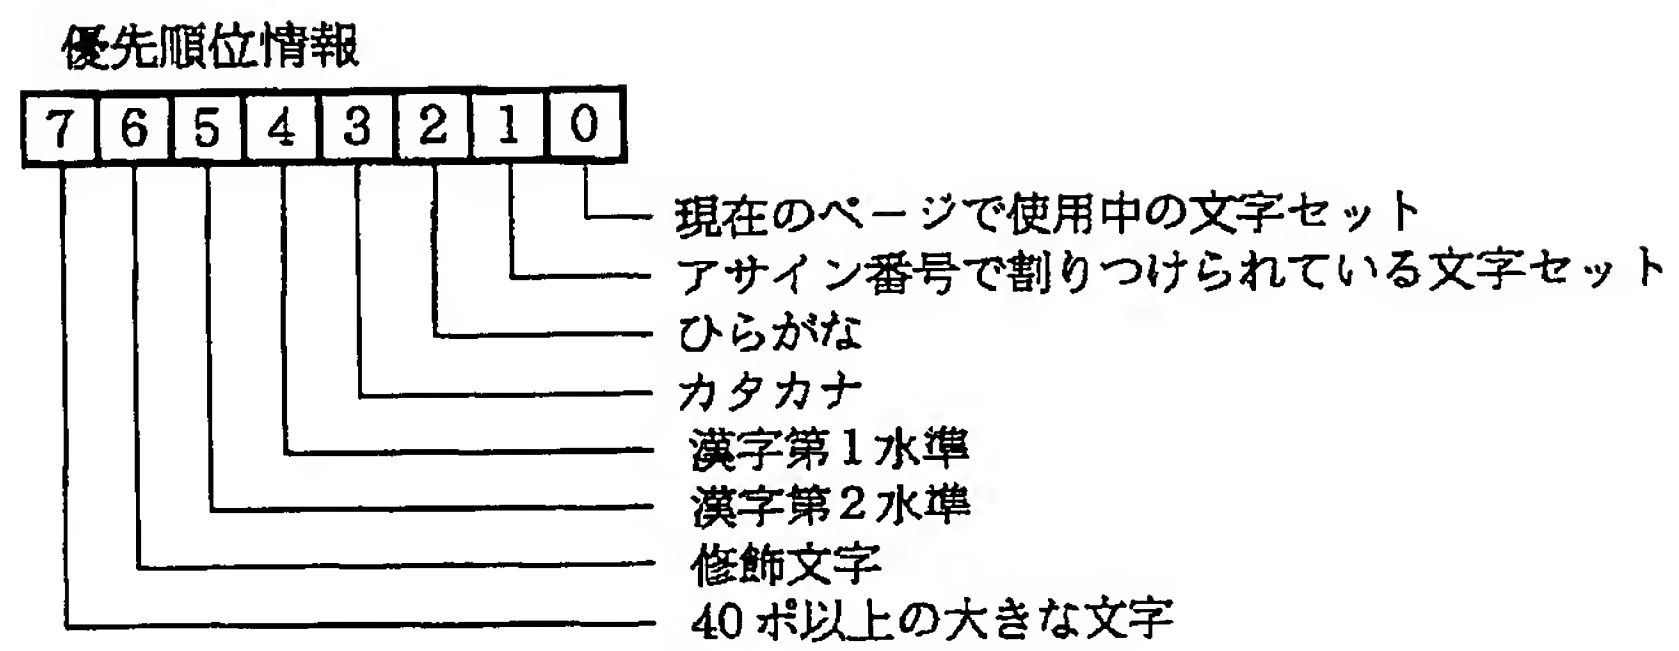 優先順位情報
7 6 5 4 3 2 1 0
現在のページで使用中の文字セット
アサイン番号で割りつけられている文字セット
ひらがな
カタカナ
漢字第1水準
漢字第2水準
修飾文字
40ポ以上の大きな文字